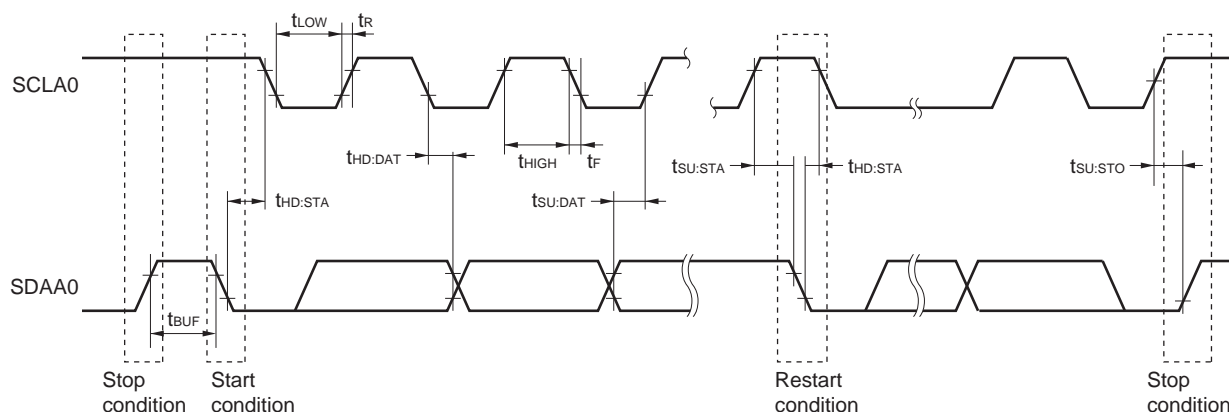 tLOW tR
SCLA0
tHD:DAT tHIGH tF tSU:STA tHD:STA tSU:STO
tHD:STA tSU:DAT
SDAA0
tBUF
Stop condition
Start condition
Restart condition
Stop condition